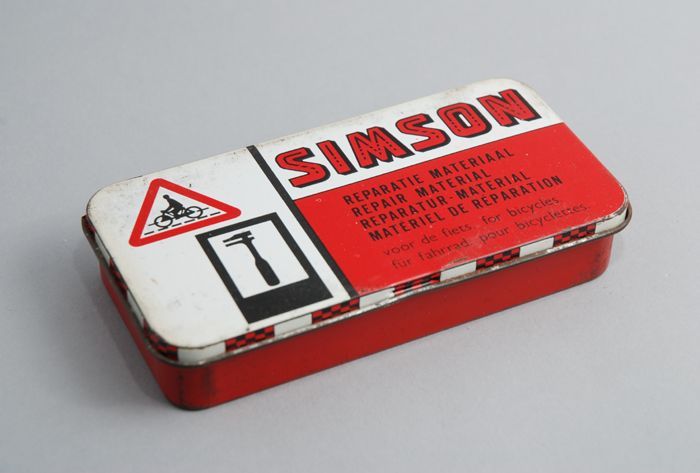 SIMSON
REPARATIE MATERIAAL
REPAIR MATERIAL
REPARATUR-MATERIAL
MATERIEL DE RÉPARATION
voor de fiets, for bicycles
für fahrrad, pour bicyclettes.